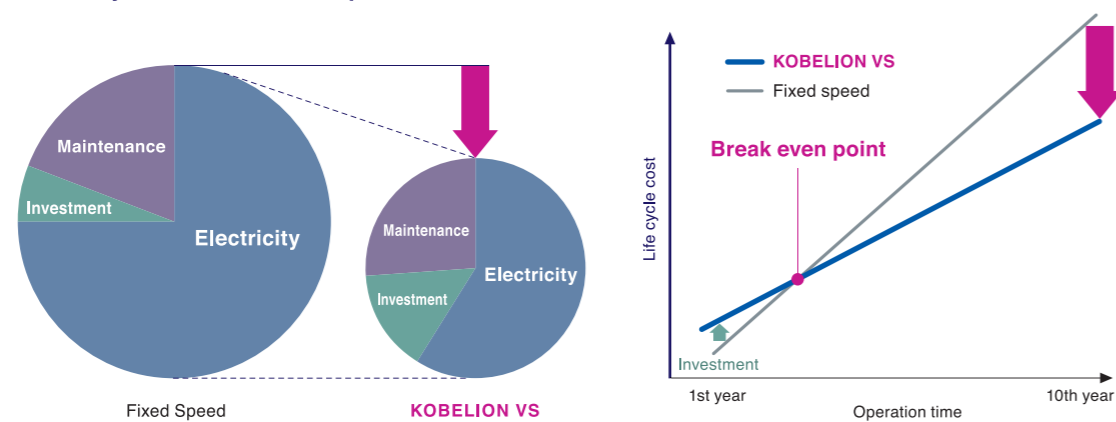 Maintenance
Investment
Electricity
Fixed Speed
Maintenance
Investment
Electricity
KOBELION VS
KOBELION VS
Fixed speed
Break even point
Life cycle cost
Investment
1st year
10th year
Operation time